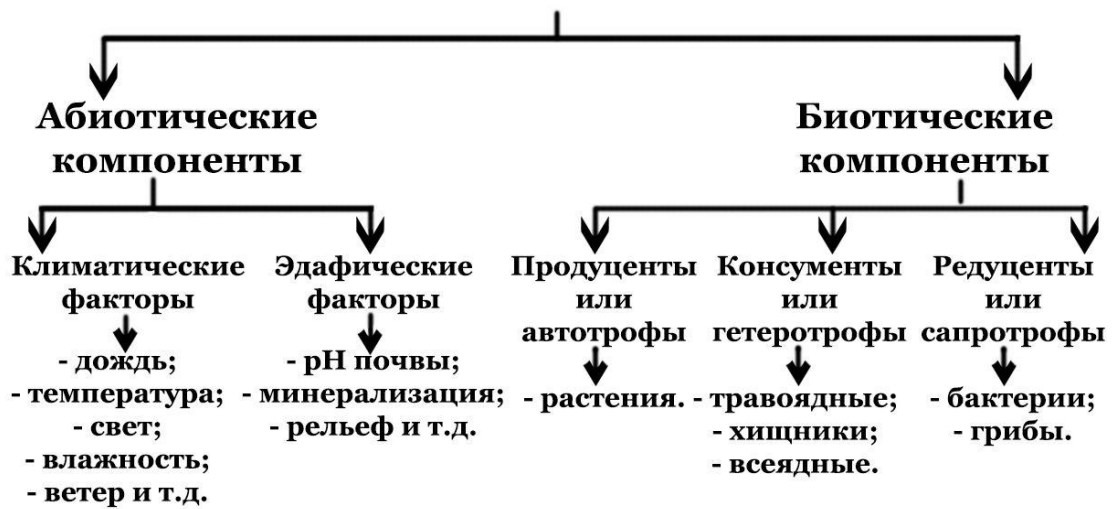 Абиотические
компоненты
Биотические
компоненты
Климатические
факторы
- дождь;
- температура;
- свет;
- влажность;
- ветер и т.д.
Эдафические
факторы
- pH почвы;
- минерализация;
- рельеф и т.д.
Продуценты
или
автотрофы
- растения.
Консументы
или
гетеротрофы
- травоядные;
- хищники;
- всеядные.
Редуценты
или
сапротрофы
- бактерии;
- грибы.